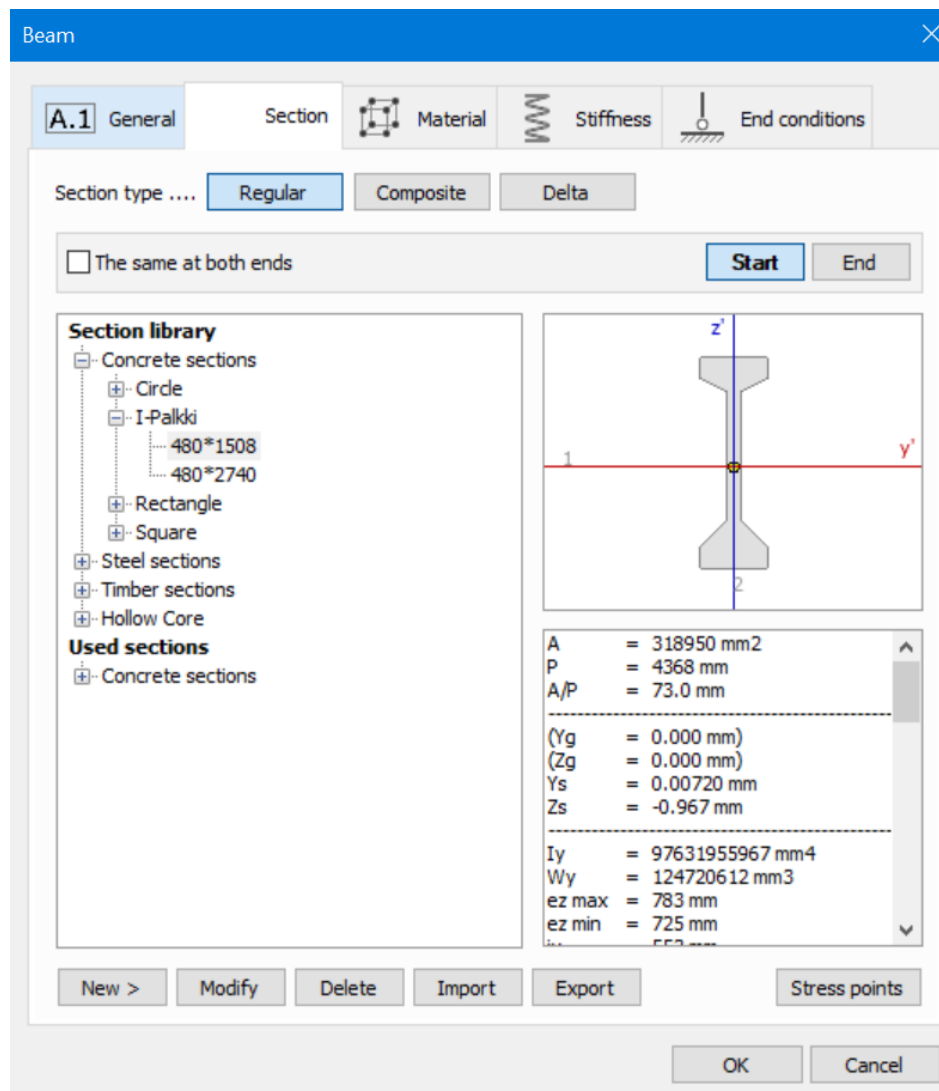 Beam
A.1 General Section Material Stiffness End conditions
Section type .... Regular Composite Delta
The same at both ends Start End
Section library
Concrete sections
Circle
I-Palkki
480*1508
480*2740
Rectangle
Square
Steel sections
Timber sections
Hollow Core
Used sections
Concrete sections
z'
1
y'
2
A = 318950 mm2
P = 4368 mm
A/P = 73.0 mm
(Yg = 0.000 mm)
(Zg = 0.000 mm)
Ys = 0.00720 mm
Zs = -0.967 mm
Iy = 97631955967 mm4
Wy = 124720612 mm3
ez max = 783 mm
ez min = 725 mm
New > Modify Delete Import Export Stress points
OK Cancel